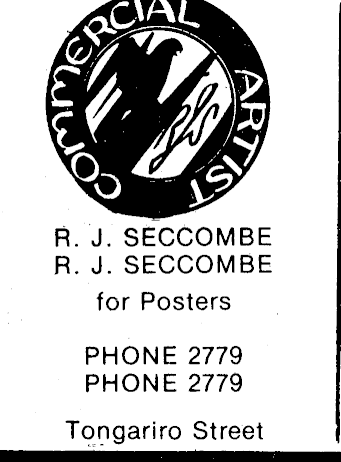 COMMERCIAL ARTIST
R. J. SECCOMBE
R. J. SECCOMBE
for Posters
PHONE 2779
PHONE 2779
Tongariro Street